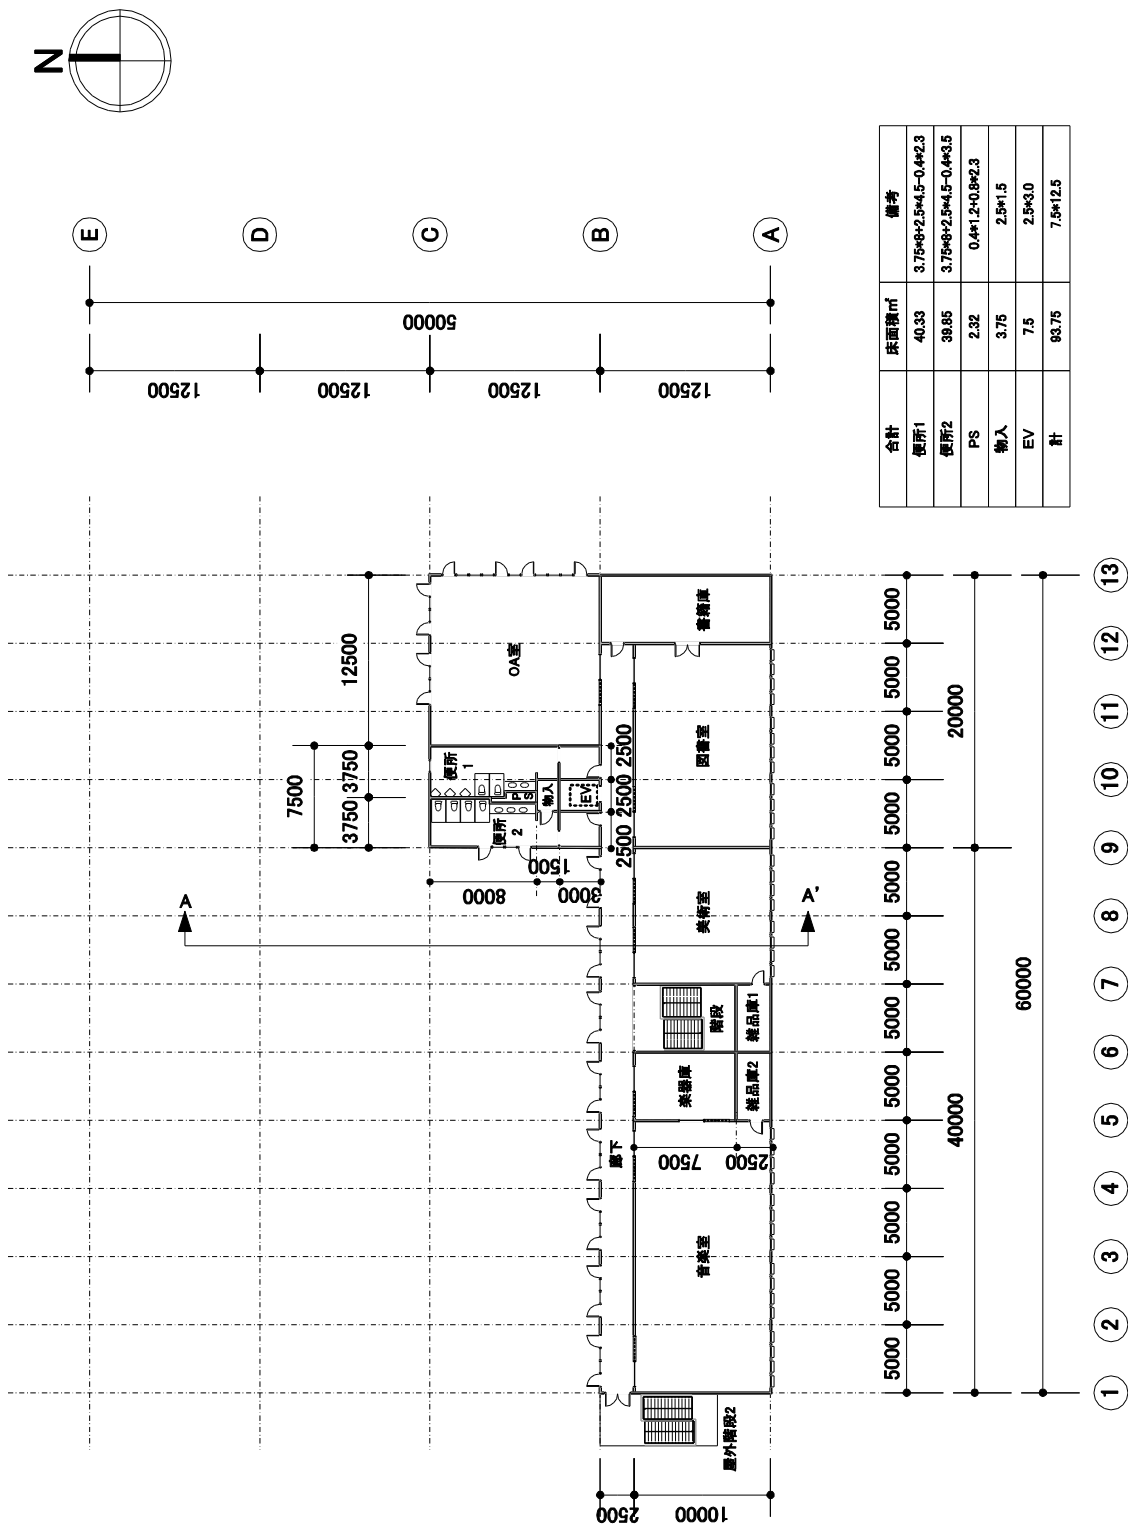 N
E
D
C
B
A
50000
12500
12500
12500
12500
合計 床面積㎡ 備考
便所1 40.33 3.75*8+2.5*4.5-0.4*2.3
便所2 39.85 3.75*8+2.5*4.5-0.4*3.5
PS 2.32 0.4*1.2+0.8*2.3
物入 3.75 2.5*1.5
EV 7.5 2.5*3.0
計 93.75 7.5*12.5
12500
7500
3750
3750
OA室
書籍庫
便所
1
便所
2
PS
物入
EV
2500
2500
2500
図書室
8000
1500
3000
A
A'
美術室
階段
雑品庫1
楽器庫
雑品庫2
廊下
7500
2500
音楽室
屋外階段2
2500
10000
5000
5000
5000
5000
5000
5000
5000
5000
5000
5000
5000
5000
20000
40000
60000
13
12
11
10
9
8
7
6
5
4
3
2
1